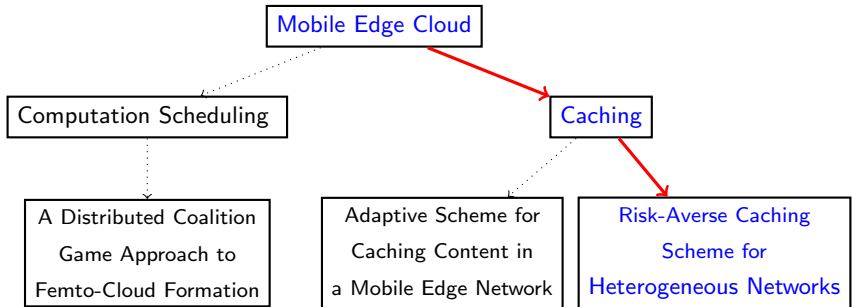 Mobile Edge Cloud
Computation Scheduling
Caching
A Distributed Coalition
Game Approach to
Femto-Cloud Formation
Adaptive Scheme for
Caching Content in
a Mobile Edge Network
Risk-Averse Caching
Scheme for
Heterogeneous Networks